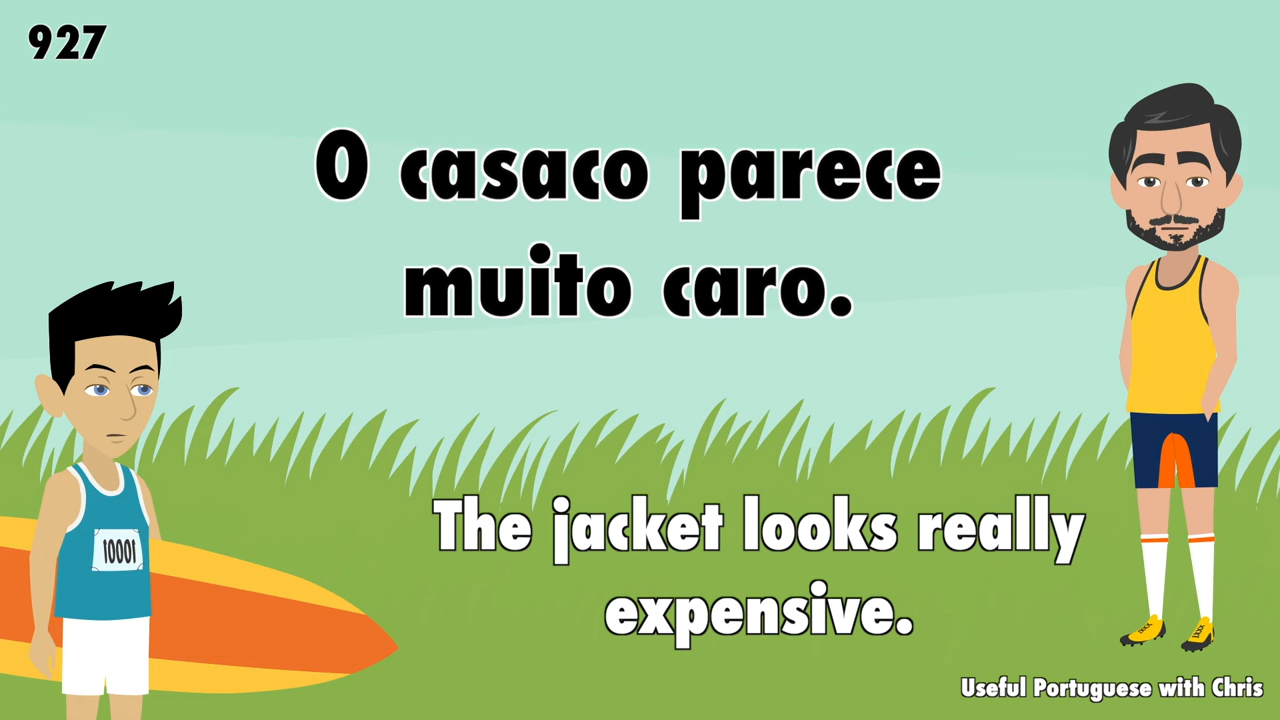 927
O casaco parece
muito caro.
10001
The jacket looks really
expensive.
Useful Portuguese with Chris